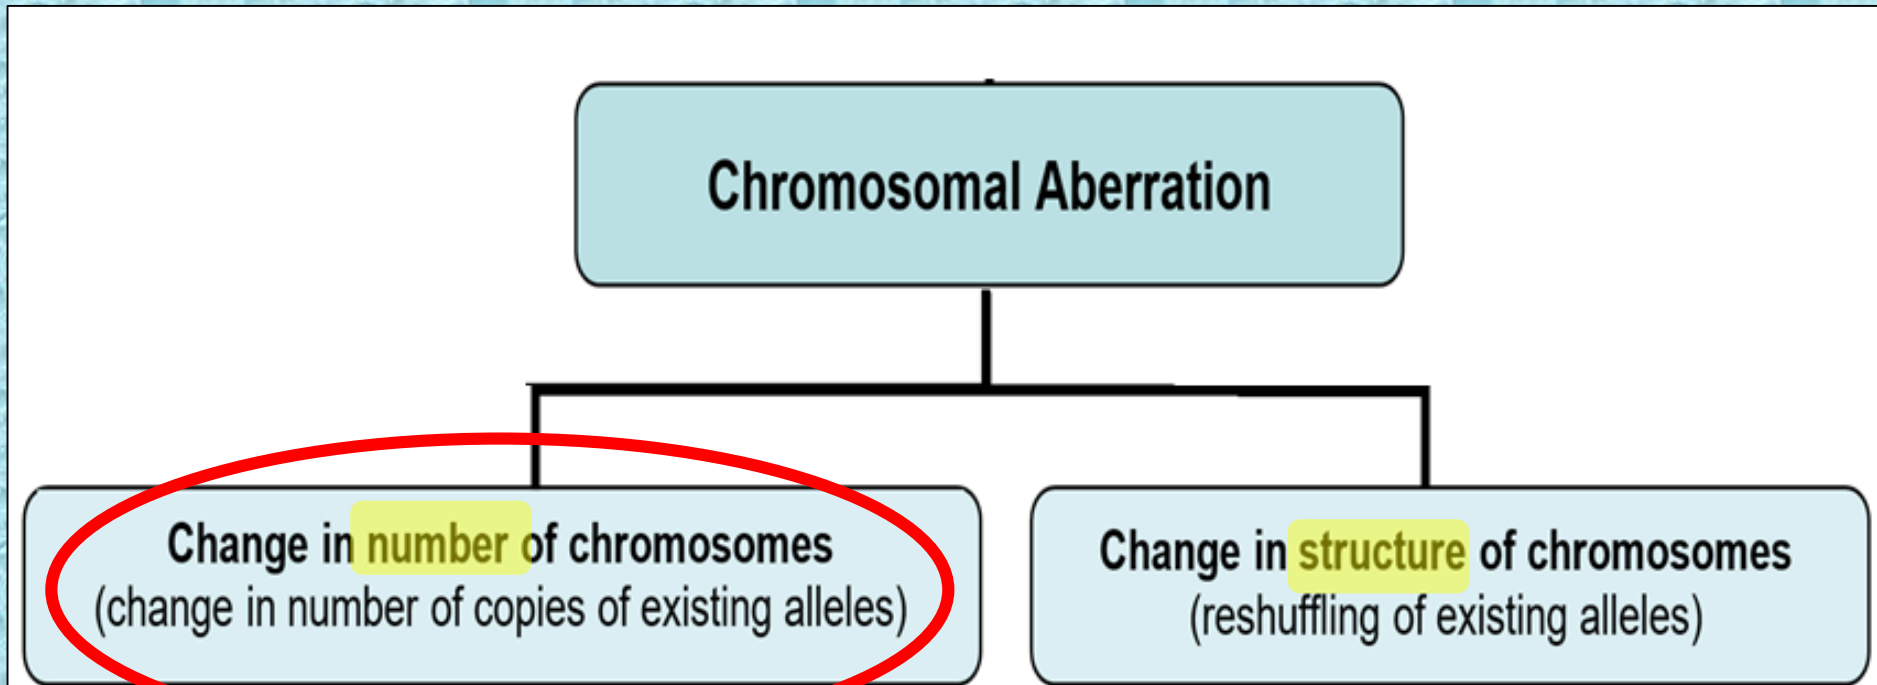 Chromosomal Aberration
Change in number of chromosomes
(change in number of copies of existing alleles)
Change in structure of chromosomes
(reshuffling of existing alleles)